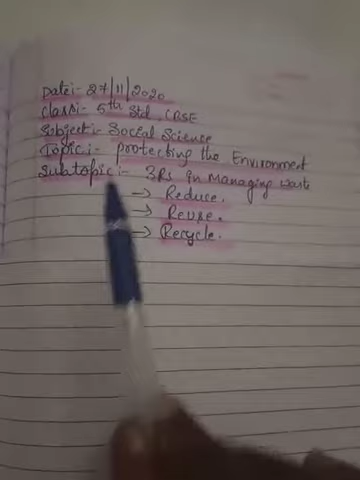 Date:- 27/11/2020
Class:- 5th Std, CBSE
Subject:- Social Science
Topic:- protecting the Environment
Subtopic:- 3Rs in Managing Waste
→ Reduce.
→ Reuse.
→ Recycle.